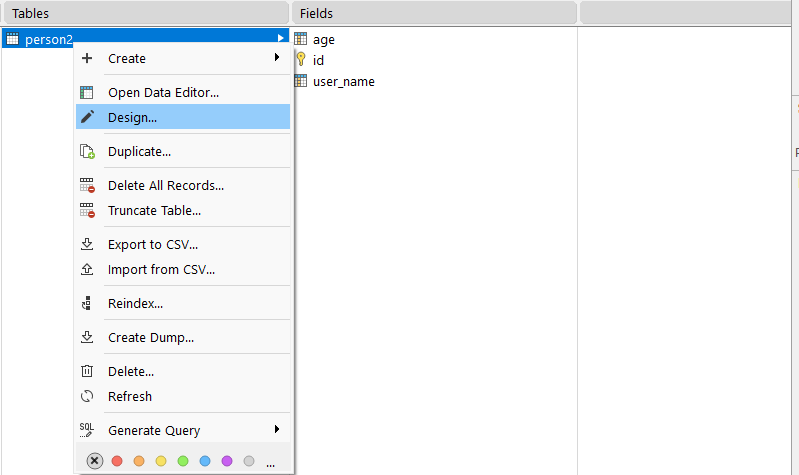 Tables
Fields
person2
age
id
user_name
Create
Open Data Editor...
Design...
Duplicate...
Delete All Records...
Truncate Table...
Export to CSV...
Import from CSV...
Reindex...
Create Dump...
Delete...
Refresh
SQL
Generate Query
...